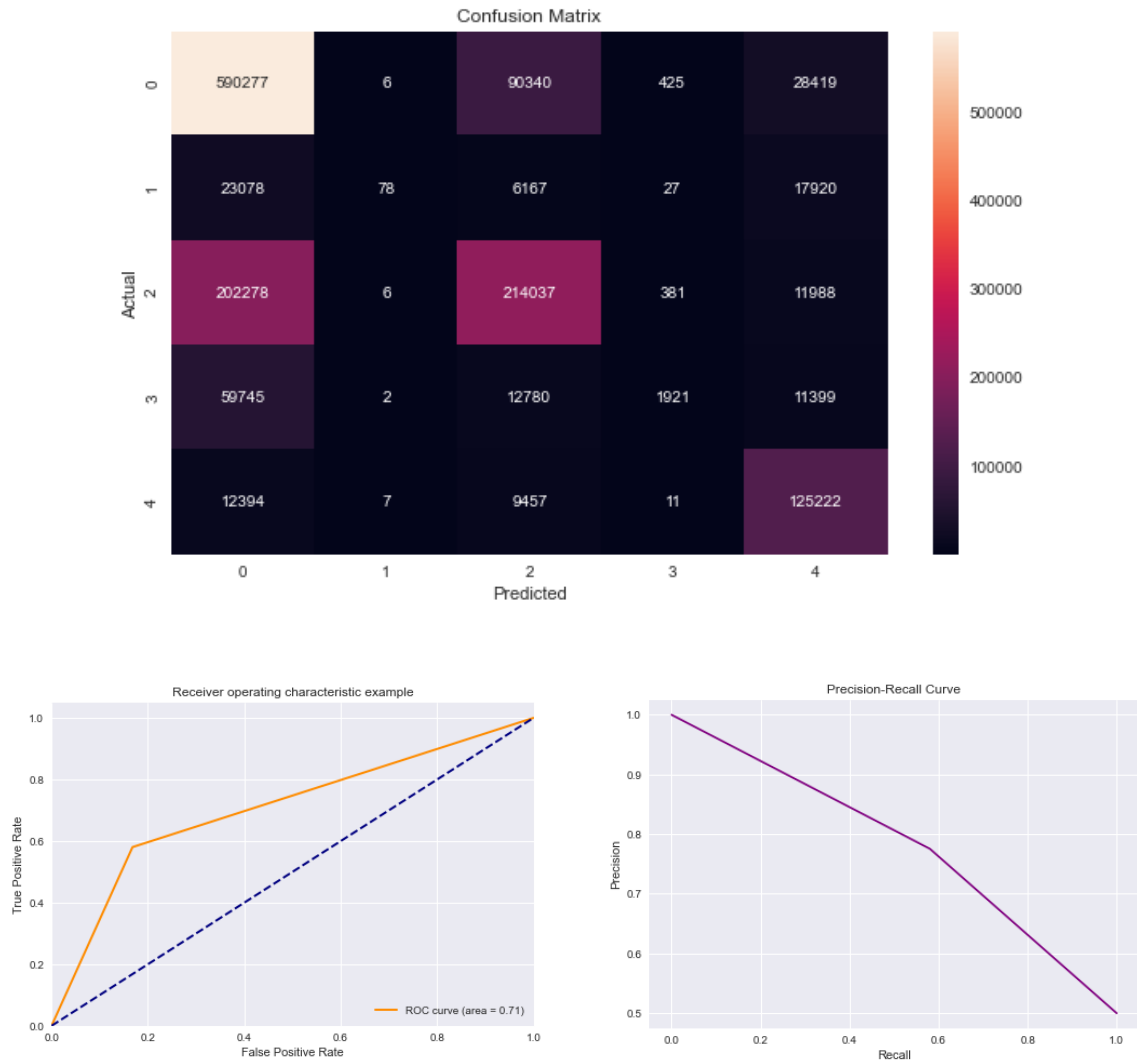 Confusion Matrix
0 590277 6 90340 425 28419
500000
1 23078 78 6167 27 17920
400000
Actual
2 202278 6 214037 381 11988
300000
3 59745 2 12780 1921 11399
200000
4 12394 7 9457 11 125222
100000
0 1 2 3 4
Predicted
Receiver operating characteristic example
1.0
0.8
0.6
0.4
0.2
0.0
True Positive Rate
ROC curve (area = 0.71)
0.0 0.2 0.4 0.6 0.8 1.0
False Positive Rate
Precision-Recall Curve
1.0
0.9
0.8
0.7
0.6
0.5
Precision
0.0 0.2 0.4 0.6 0.8 1.0
Recall